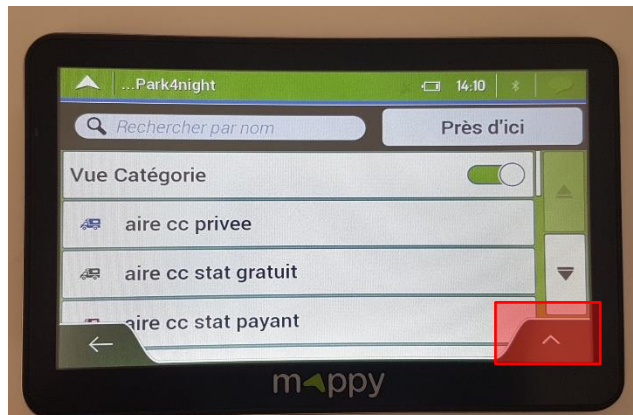 ...Park4night 14:10
Rechercher par nom Près d'ici
Vue Catégorie
aire cc privee
aire cc stat gratuit
aire cc stat payant
mappy